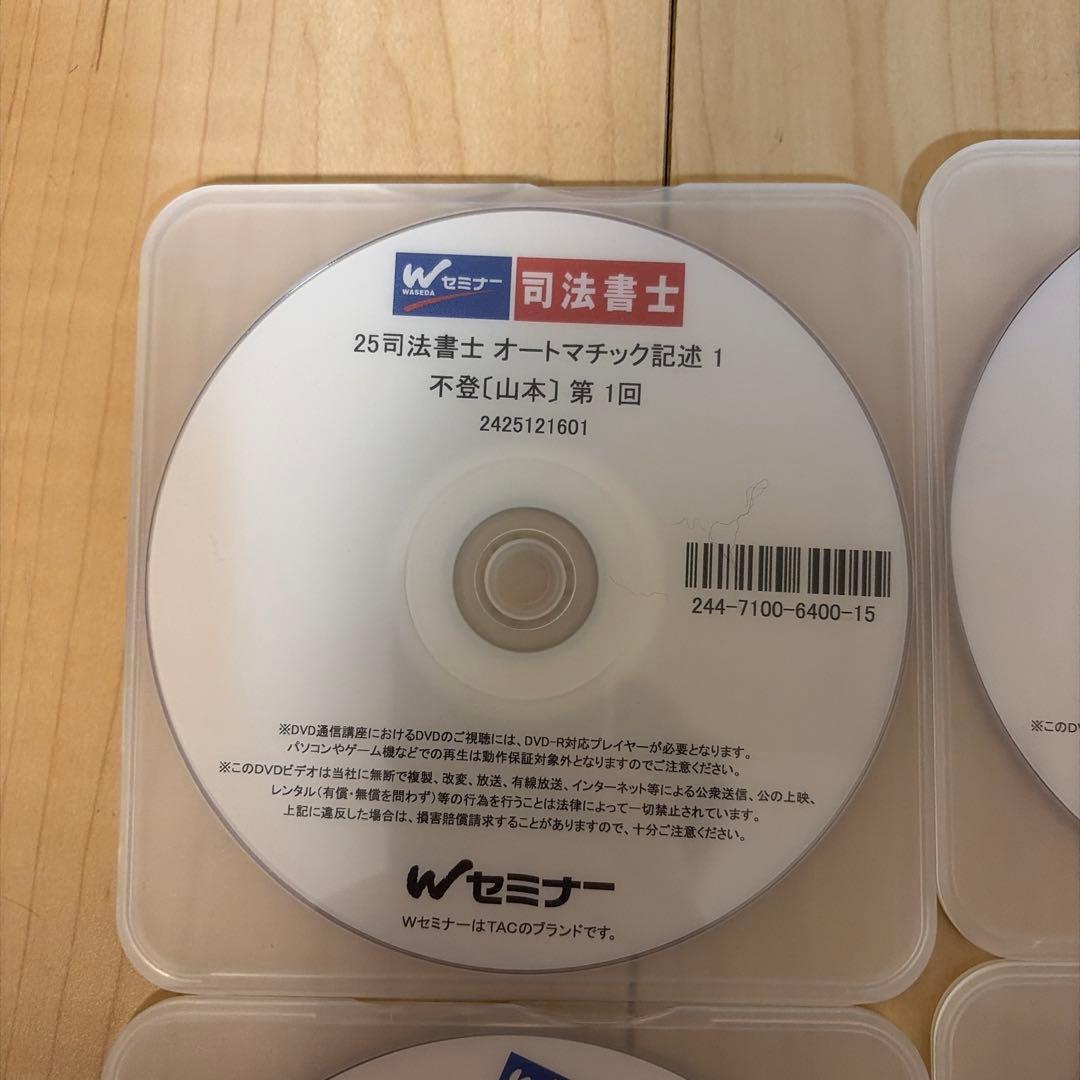 W セミナー 司法書士
WASEDA
25司法書士 オートマチック記述 1
不登〔山本〕 第 1回
2425121601
244-7100-6400-15
※DVD通信講座におけるDVDのご視聴には、DVD-R対応プレイヤーが必要となります。
パソコンやゲーム機などでの再生は動作保証対象外となりますのでご注意ください。
※このDVDビデオは当社に無断で複製、改変、放送、有線放送、インターネット等による公衆送信、公の上映、
レンタル(有償・無償を問わず)等の行為を行うことは法律によって一切禁止されています。
上記に違反した場合は、損害賠償請求することがありますので、十分ご注意ください。
Wセミナー
WセミナーはTACのブランドです。
※このDV